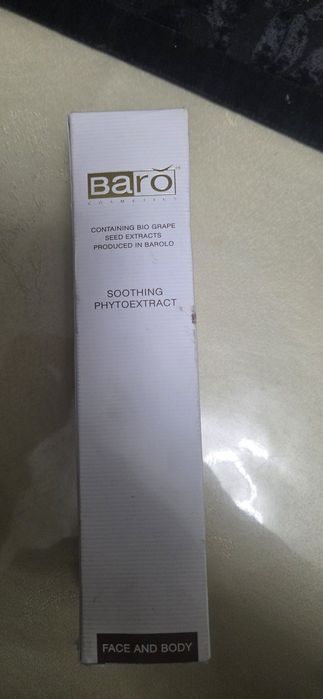 Barò
COSMETICS
CONTAINING BIO GRAPE
SEED EXTRACTS
PRODUCED IN BAROLO
SOOTHING
PHYTOEXTRACT
FACE AND BODY